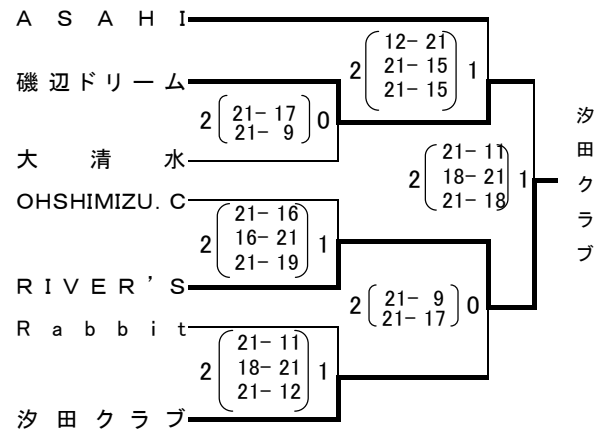 ASAHI
磯辺ドリーム
大清水
OHSHIMIZU.C
RIVER'S
Rabbit
汐田クラブ
2 21-17 0
21-9
2 21-16 1
16-21
21-19
2 21-11 1
18-21
21-12
2 12-21 1
21-15
21-15
2 21-9 0
21-17
2 21-11 1
18-21
21-18
汐田クラブ